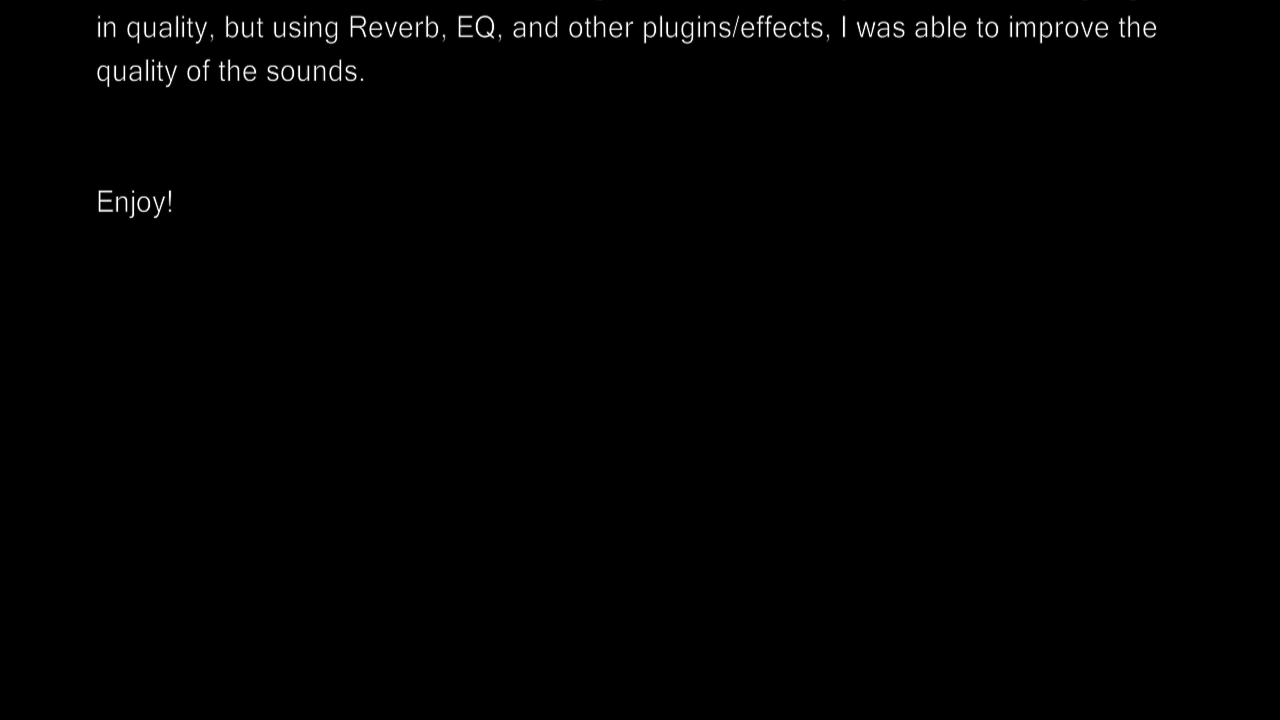 in quality, but using Reverb, EQ, and other plugins/effects, I was able to improve the
quality of the sounds.
Enjoy!